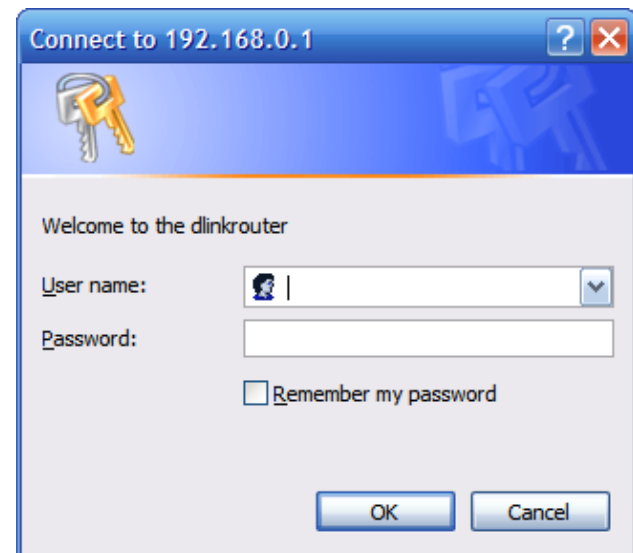 Connect to 192.168.0.1
Welcome to the dlinkrouter
User name:
Password:
Remember my password
OK Cancel